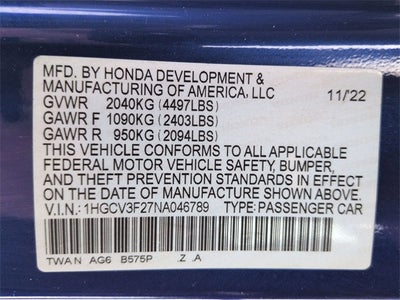 MFD. BY HONDA DEVELOPMENT &
MANUFACTURING OF AMERICA, LLC 11/'22
GVWR 2040KG (4497LBS)
GAWR F 1090KG (2403LBS)
GAWR R 950KG (2094LBS)
THIS VEHICLE CONFORMS TO ALL APPLICABLE
FEDERAL MOTOR VEHICLE SAFETY, BUMPER,
AND THEFT PREVENTION STANDARDS IN EFFECT
ON THE DATE OF MANUFACTURE SHOWN ABOVE.
V.I.N.: 1HGCV3F27NA046789 TYPE: PASSENGER CAR
TWA N AG6 B575P .Z .A